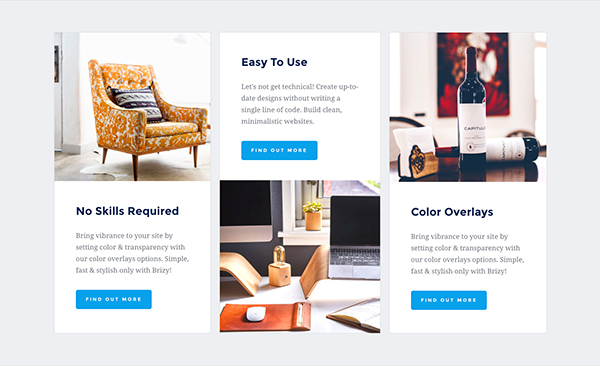 No Skills Required
Bring vibrance to your site by
setting color & transparency with
our color overlays options. Simple,
fast & stylish only with Brizy!
FIND OUT MORE
Easy To Use
Let's not get technical! Create up-to-
date designs without writing a
single line of code. Build clean,
minimalistic websites.
FIND OUT MORE
CAPITULO
CAPITULO
Color Overlays
Bring vibrance to your site by
setting color & transparency with
our color overlays options. Simple,
fast & stylish only with Brizy!
FIND OUT MORE